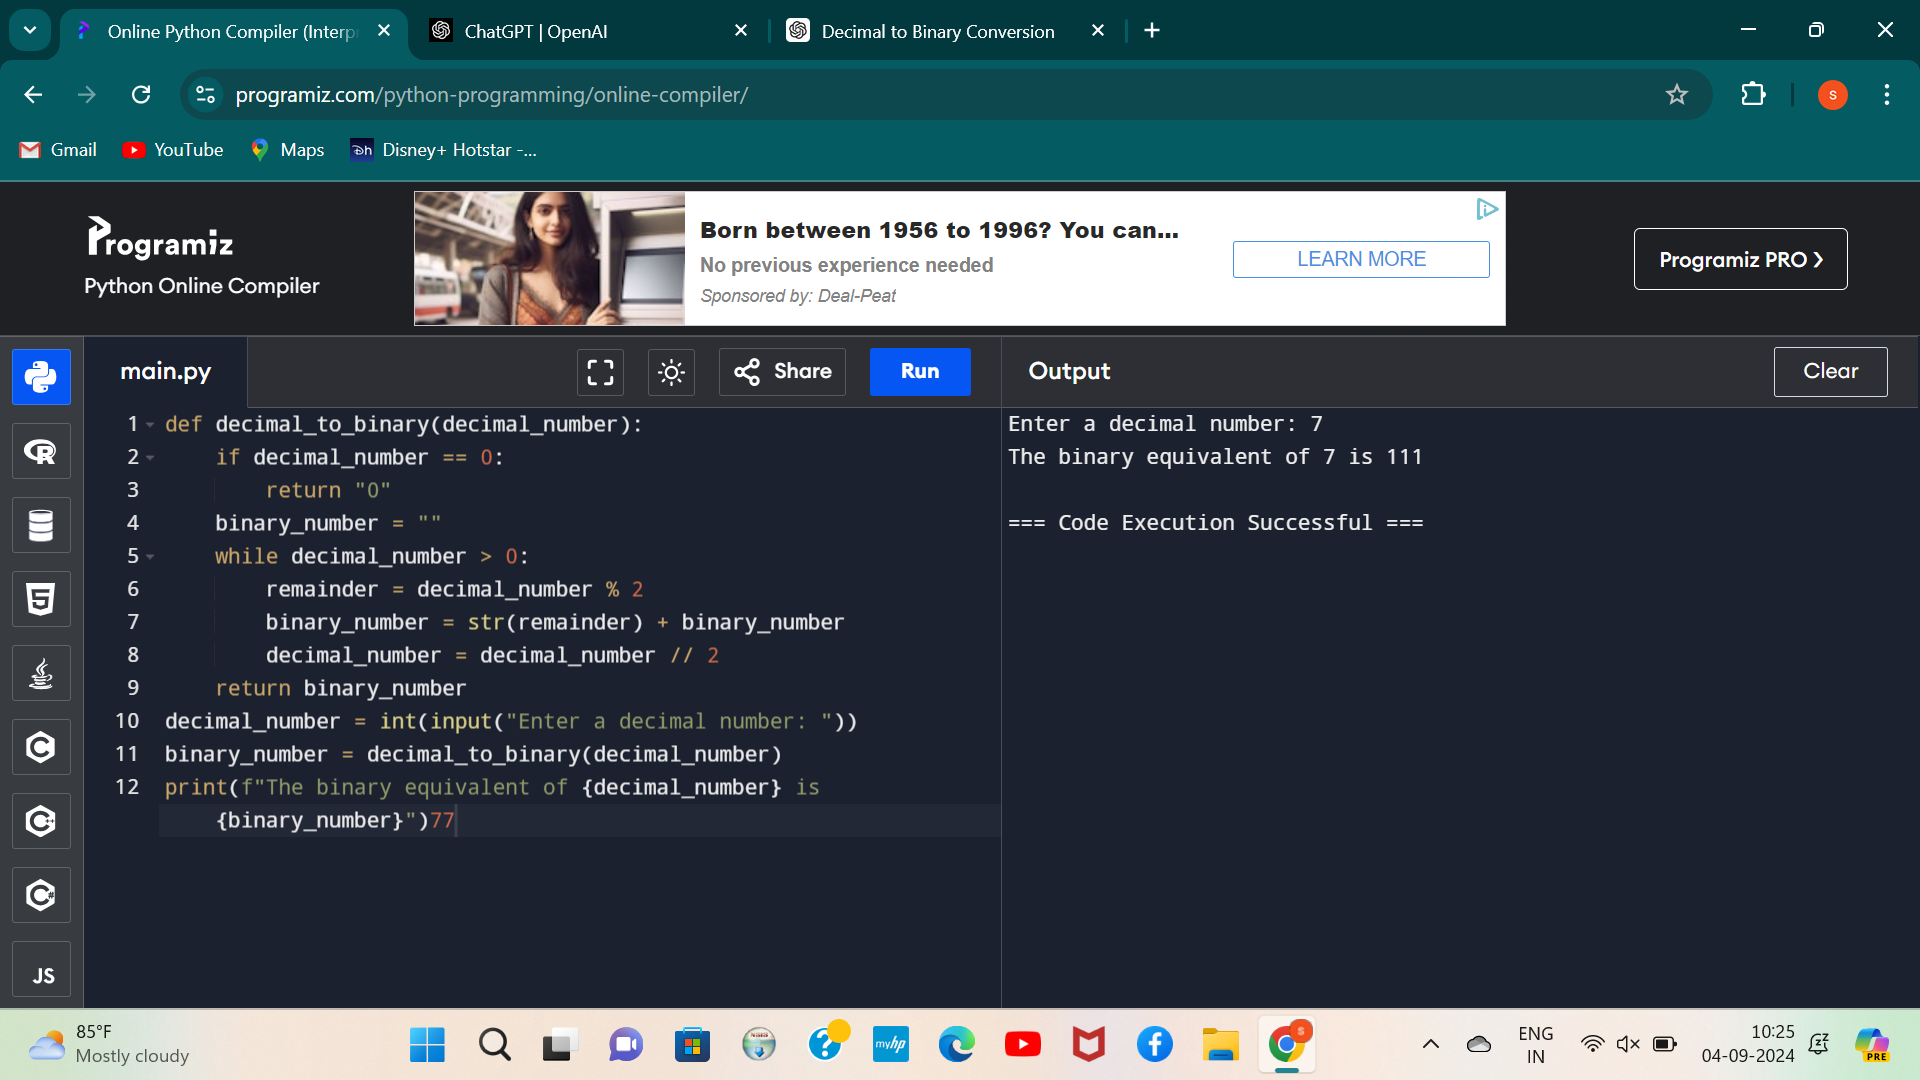 Online Python Compiler (Interp
ChatGPT | OpenAI
Decimal to Binary Conversion
programiz.com/python-programming/online-compiler/
S
Gmail
YouTube
Maps
Disney+ Hotstar -...
Programiz
Python Online Compiler
Born between 1956 to 1996? You can...
No previous experience needed
Sponsored by: Deal-Peat
LEARN MORE
Programiz PRO
main.py
Share
Run
Output
Clear
1 def decimal_to_binary(decimal_number):
2     if decimal_number == 0:
3         return "0"
4     binary_number = ""
5     while decimal_number > 0:
6         remainder = decimal_number % 2
7         binary_number = str(remainder) + binary_number
8         decimal_number = decimal_number // 2
9     return binary_number
10 decimal_number = int(input("Enter a decimal number: "))
11 binary_number = decimal_to_binary(decimal_number)
12 print(f"The binary equivalent of {decimal_number} is
{binary_number}")77
Enter a decimal number: 7
The binary equivalent of 7 is 111
=== Code Execution Successful ===
R
5
C
C++
C#
JS
85°F
Mostly cloudy
myhp
S
ENG
IN
10:25
04-09-2024
PRE